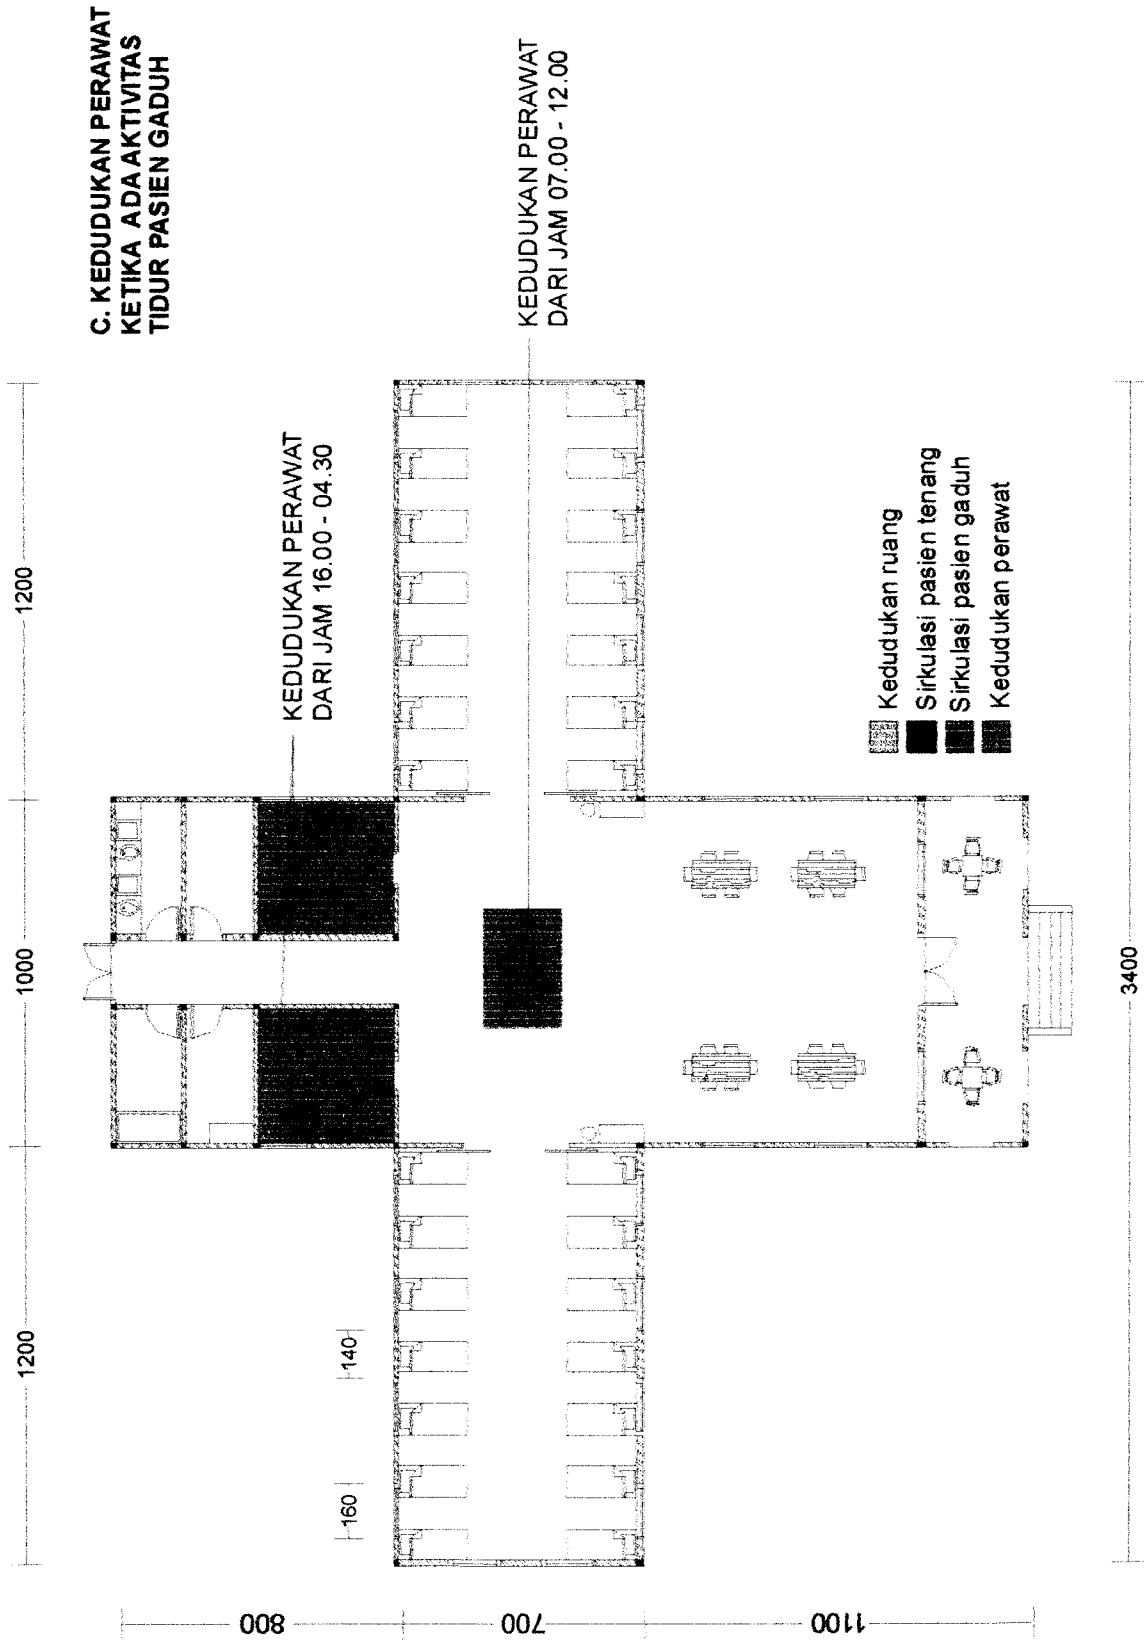 C. KEDUDUKAN PERAWAT
KETIKA ADA AKTIVITAS
TIDUR PASIEN GADUH
KEDUDUKAN PERAWAT
DARI JAM 16.00 - 04.30
KEDUDUKAN PERAWAT
DARI JAM 07.00 - 12.00
1200
1000
1200
160
140
800
700
1100
Kedudukan ruang
Sirkulasi pasien tenang
Sirkulasi pasien gaduh
Kedudukan perawat
3400